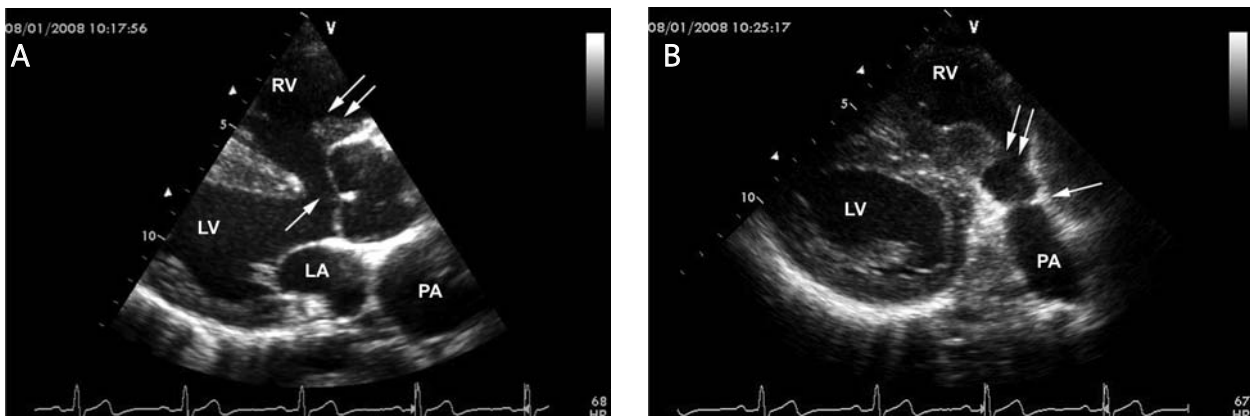 08/01/2008 10:17:56
V
A
RV
5
LV
10
LA
PA
68
HR
08/01/2008 10:25:17
V
B
RV
5
10
LV
PA
67
HR